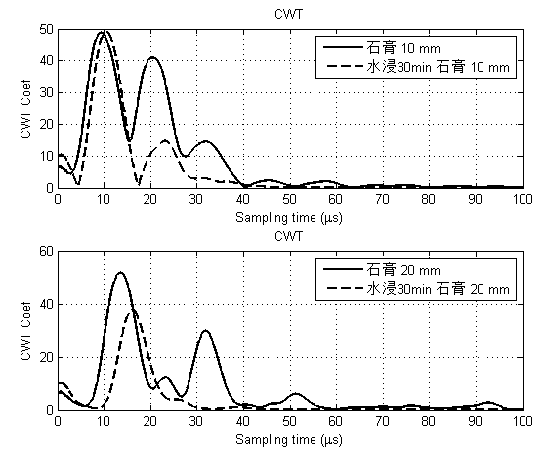 CWT
50
40
30
20
10
0
石膏 10 mm
水浸30min 石膏 10 mm
CWT Coef
0 10 20 30 40 50 60 70 80 90 100
Sampling time (μs)
CWT
60
40
20
0
石膏 20 mm
水浸30min 石膏 20 mm
CWT Coef
0 10 20 30 40 50 60 70 80 90 100
Sampling time (μs)